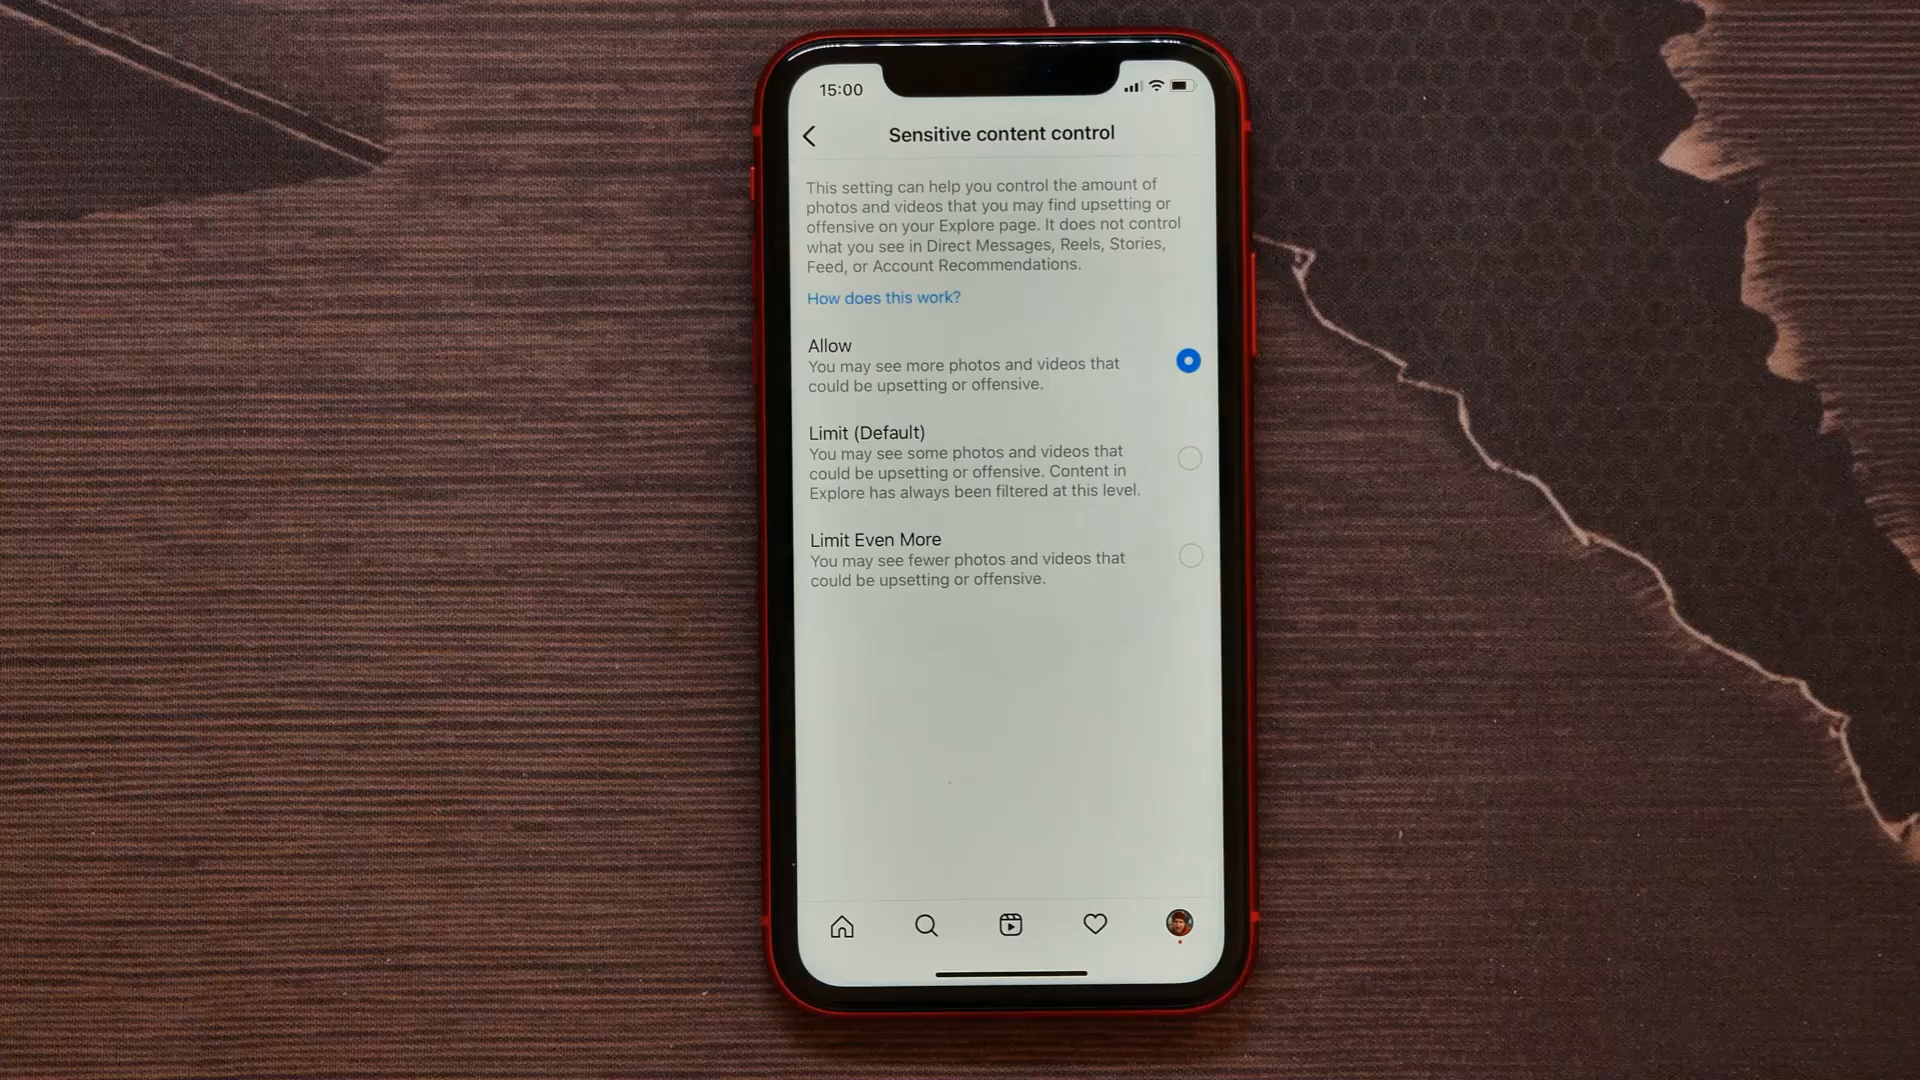 15:00
Sensitive content control
This setting can help you control the amount of
photos and videos that you may find upsetting or
offensive on your Explore page. It does not control
what you see in Direct Messages, Reels, Stories,
Feed, or Account Recommendations.
How does this work?
Allow
You may see more photos and videos that
could be upsetting or offensive.
Limit (Default)
You may see some photos and videos that
could be upsetting or offensive. Content in
Explore has always been filtered at this level.
Limit Even More
You may see fewer photos and videos that
could be upsetting or offensive.